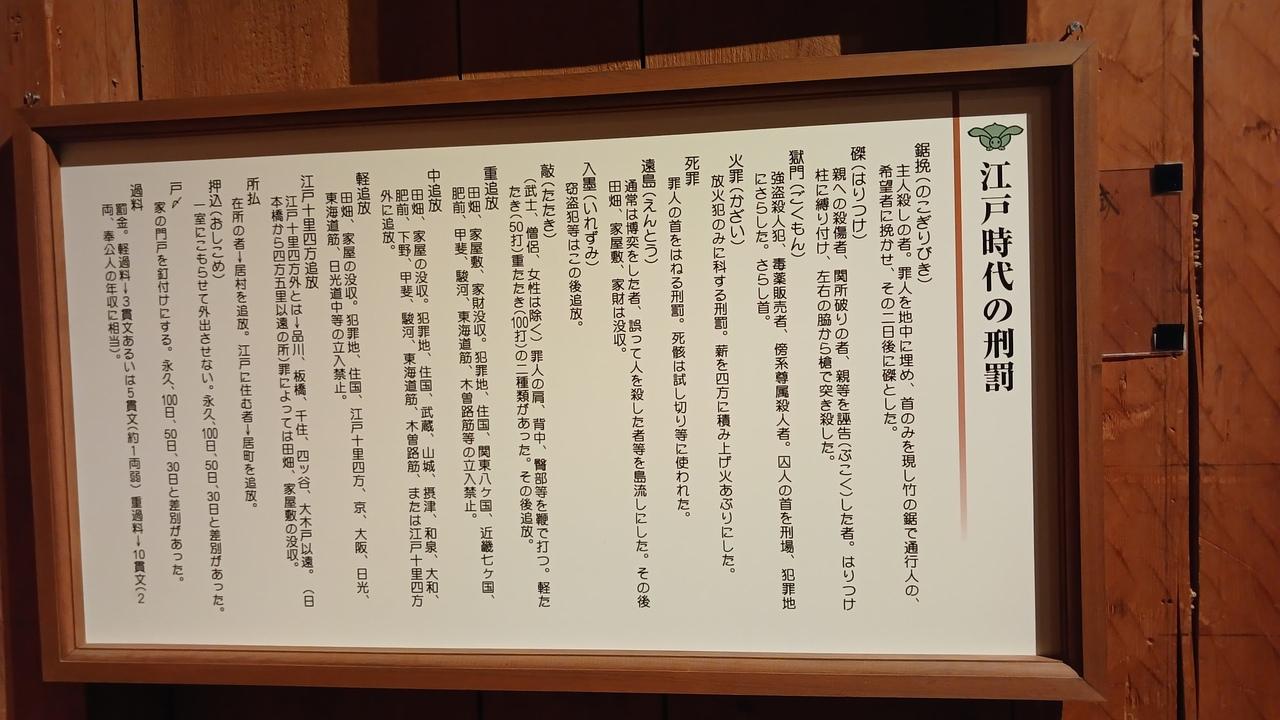 江戸時代の刑罰
鋸挽(のこぎりびき)
主人殺しの者。罪人を地中に埋め、首のみを現し竹の鋸で通行人の、
希望者に挽かせ、その二日後に磔とした。
磔(はりつけ)
親への殺傷者、関所破りの者、親等を誣告(ぶこく)した者。はりつけ
柱に縛り付け、左右の脇から槍で突き殺した。
獄門(ごくもん)
強盗殺人犯、毒薬販売者、傍系尊属殺人者。囚人の首を刑場、犯罪地
にさらした。さらし首。
火罪(かざい)
放火犯のみに科する刑罰。薪を四方に積み上げ火あぶりにした。
死罪
罪人の首をはねる刑罰。死骸は試し切り等に使われた。
遠島(えんとう)
通常は博奕をした者、誤って人を殺した者等を島流しにした。その後
田畑、家屋敷、家財は没収。
入墨(いれずみ)
窃盗犯等はこの後追放。
敲(たたき)
(武士、僧侶、女性は除く)罪人の肩、背中、臀部等を鞭で打つ。軽た
たき(50打)重たたき(100打)の二種類があった。その後追放。
重追放
田畑、家屋敷、家財没収。犯罪地、住国、関東八ケ国、近畿七ケ国、
肥前、甲斐、駿河、東海道筋、木曽路筋等の立入禁止。
中追放
田畑、家屋の没収。犯罪地、住国、武蔵、山城、摂津、和泉、大和、
肥前、下野、甲斐、駿河、東海道筋、木曽路筋、または江戸十里四方
外に追放。
軽追放
田畑、家屋の没収。犯罪地、住国、江戸十里四方、京、大阪、日光、
東海道筋、日光道中等の立入禁止。
江戸十里四方追放
江戸十里四方外とは→品川、板橋、千住、四ッ谷、大木戸以遠。(日
本橋から四方五里以遠の所)罪によっては田畑、家屋敷の没収。
所払
在所の者→居村を追放。江戸に住む者→居町を追放。
押込(おしこめ)
一室にこもらせて外出させない。永久、100日、50日、30日と差別があった。
戸〆
家の門戸を釘付けにする。永久、100日、50日、30日と差別があった。
過料
罰金。軽過料→3貫文あるいは5貫文(約1両弱)重過料→10貫文(2
両、奉公人の年収に相当)。